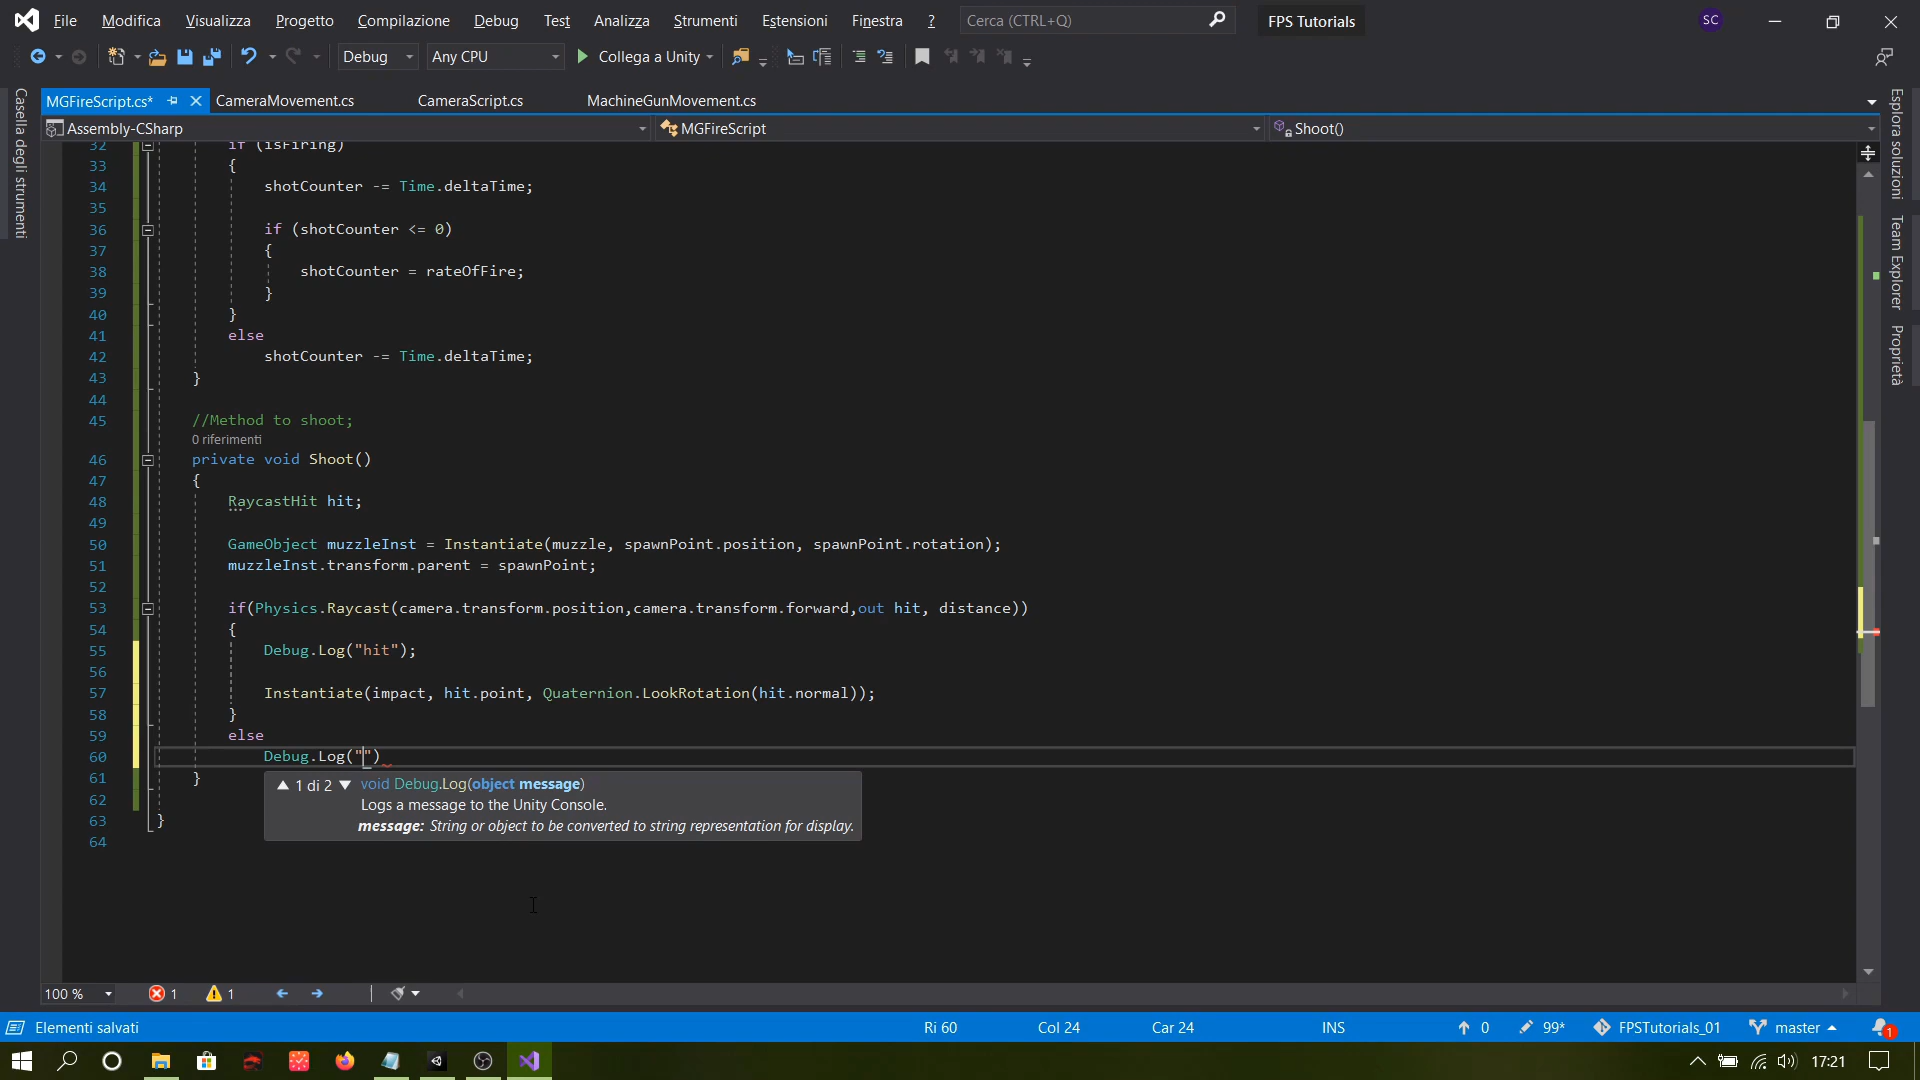 File Modifica Visualizza Progetto Compilazione Debug Test Analizza Strumenti Estensioni Finestra ? Cerca (CTRL+Q) FPS Tutorials SC
Debug Any CPU Collega a Unity
MGFireScript.cs* CameraMovement.cs CameraScript.cs MachineGunMovement.cs
Assembly-CSharp MGFireScript Shoot()
Casella degli strumenti
Esplora soluzioni
Team Explorer
Proprietà
32 if (isFiring)
33 {
34 shotCounter -= Time.deltaTime;
35
36 if (shotCounter <= 0)
37 {
38 shotCounter = rateOfFire;
39 }
40 }
41 else
42 shotCounter -= Time.deltaTime;
43 }
44
45 //Method to shoot;
0 riferimenti
46 private void Shoot()
47 {
48 RaycastHit hit;
49
50 GameObject muzzleInst = Instantiate(muzzle, spawnPoint.position, spawnPoint.rotation);
51 muzzleInst.transform.parent = spawnPoint;
52
53 if(Physics.Raycast(camera.transform.position,camera.transform.forward,out hit, distance))
54 {
55 Debug.Log("hit");
56
57 Instantiate(impact, hit.point, Quaternion.LookRotation(hit.normal));
58 }
59 else
60 Debug.Log("")
61 }
1 di 2 void Debug.Log(object message)
Logs a message to the Unity Console.
message: String or object to be converted to string representation for display.
62
63 }
64
100 % 1 1
Elementi salvati Ri 60 Col 24 Car 24 INS 0 99* FPSTutorials_01 master 1
17:21